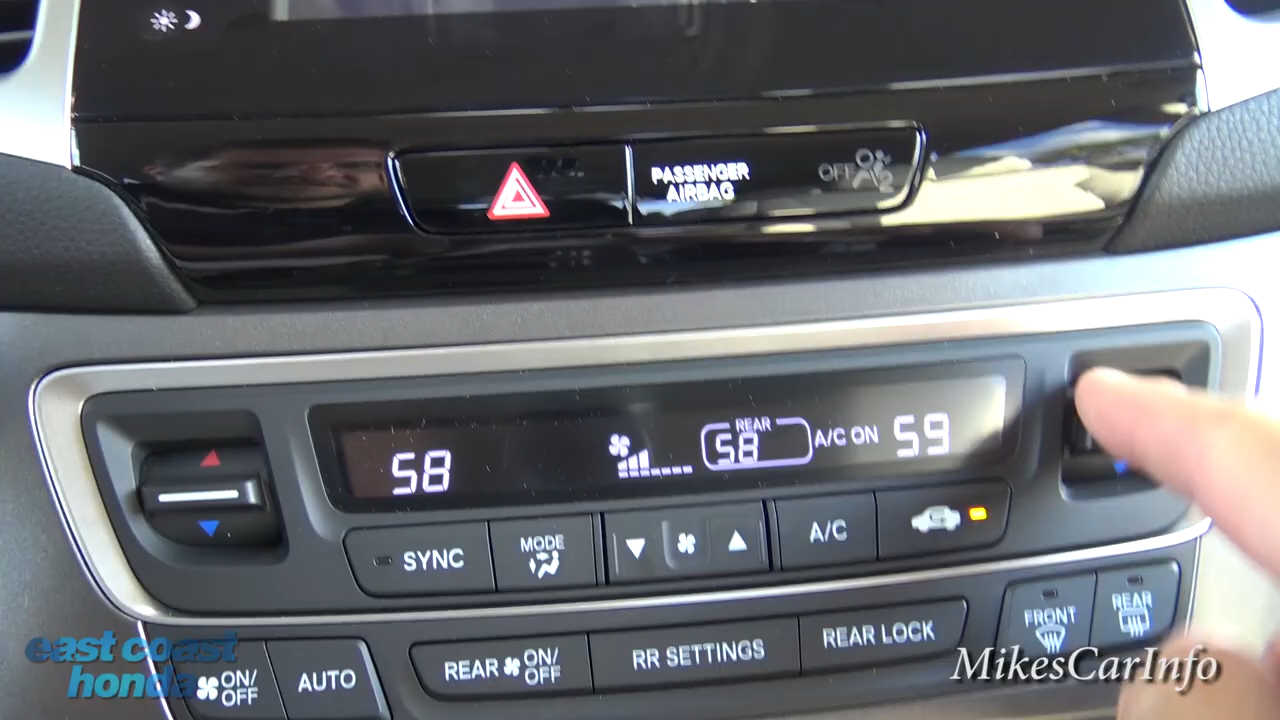 PASSENGER
AIRBAG
OFF
2
58
REAR
58
A/C ON
59
SYNC
MODE
A/C
FRONT
REAR
ON/
OFF
AUTO
REAR ON/
OFF
RR SETTINGS
REAR LOCK
east coast
honda
MikesCarInfo